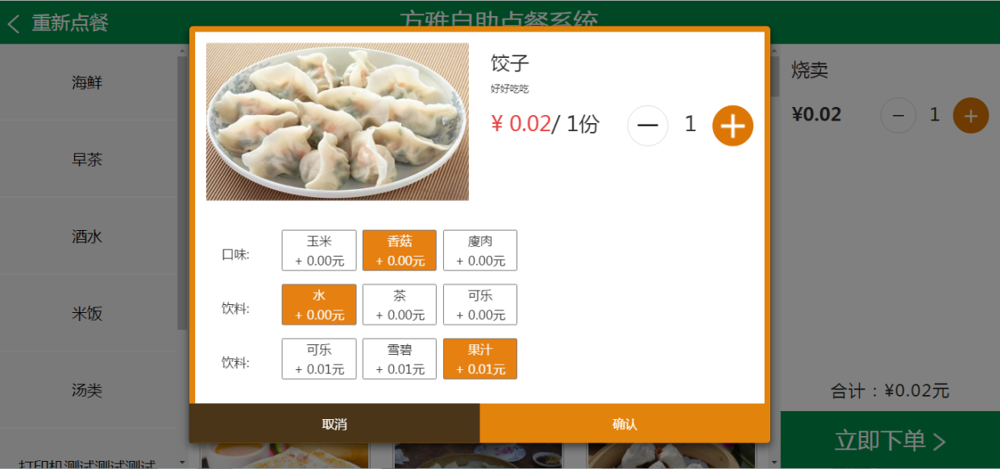 重新点餐
方雅自助点餐系统
海鲜
早茶
酒水
米饭
汤类
打印机测试测试测试
饺子
好好吃吃
¥ 0.02/ 1份
1
口味:
玉米
+ 0.00元
香菇
+ 0.00元
廋肉
+ 0.00元
饮料:
水
+ 0.00元
茶
+ 0.00元
可乐
+ 0.00元
饮料:
可乐
+ 0.01元
雪碧
+ 0.01元
果汁
+ 0.01元
取消
确认
烧卖
¥0.02
1
合计：¥0.02元
立即下单